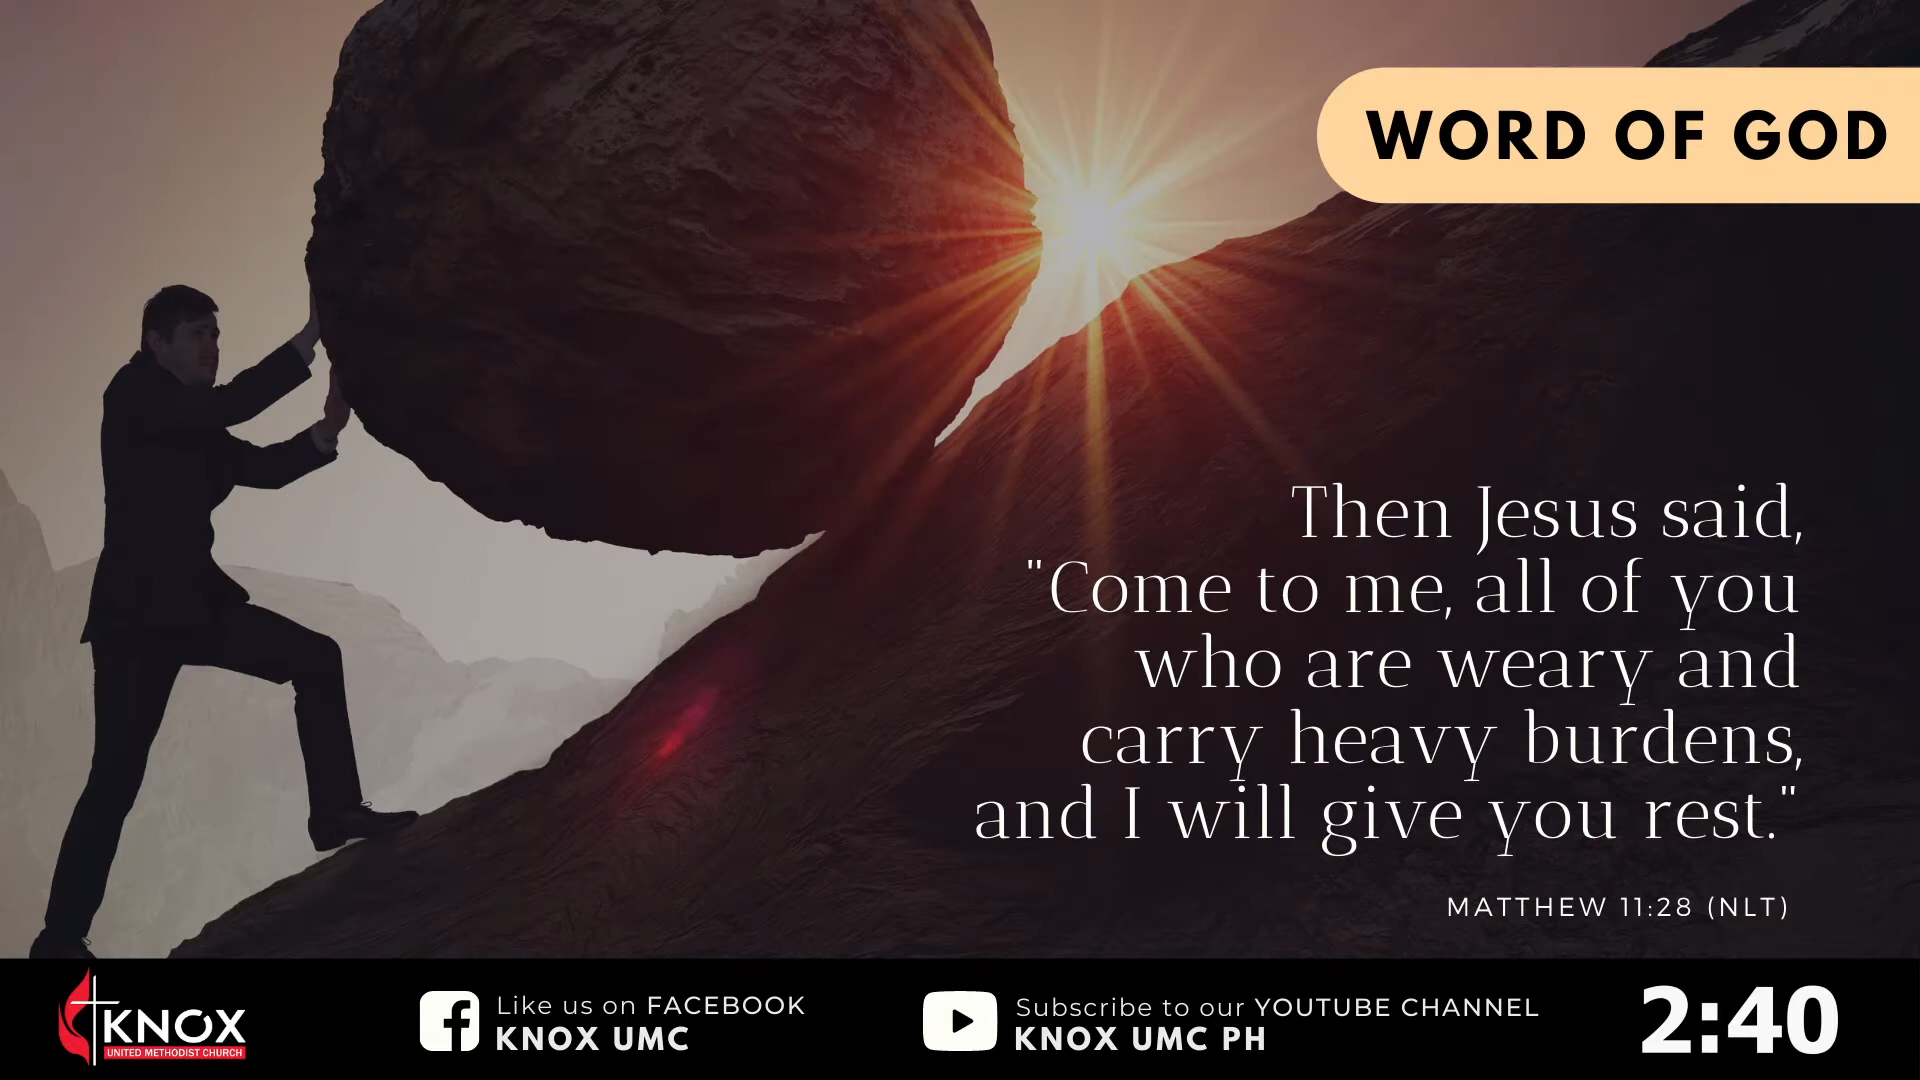 WORD OF GOD
Then Jesus said,
"Come to me, all of you
who are weary and
carry heavy burdens,
and I will give you rest."
MATTHEW 11:28 (NLT)
KNOX
UNITED METHODIST CHURCH
Like us on FACEBOOK
KNOX UMC
Subscribe to our YOUTUBE CHANNEL
KNOX UMC PH
2:40